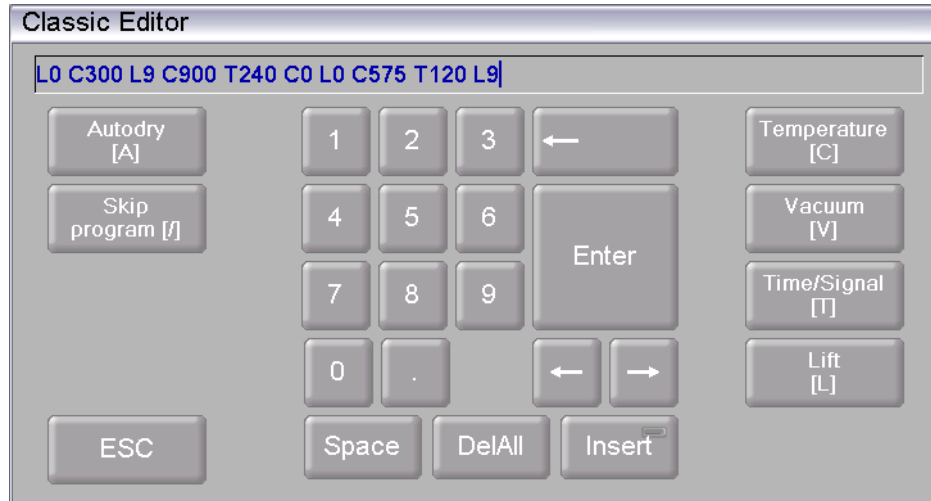 Classic Editor
L0 C300 L9 C900 T240 C0 L0 C575 T120 L9
Autodry
[A]
1 2 3 ←
Temperature
[C]
Skip
program [/]
4 5 6
Enter
Vacuum
[V]
7 8 9
Time/Signal
[T]
0 . ← →
Lift
[L]
ESC
Space DelAll Insert